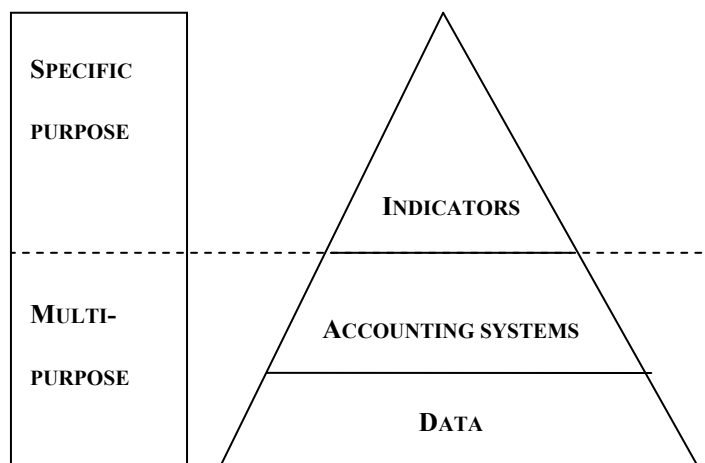 SPECIFIC
PURPOSE
INDICATORS
MULTI-
PURPOSE
ACCOUNTING SYSTEMS
DATA